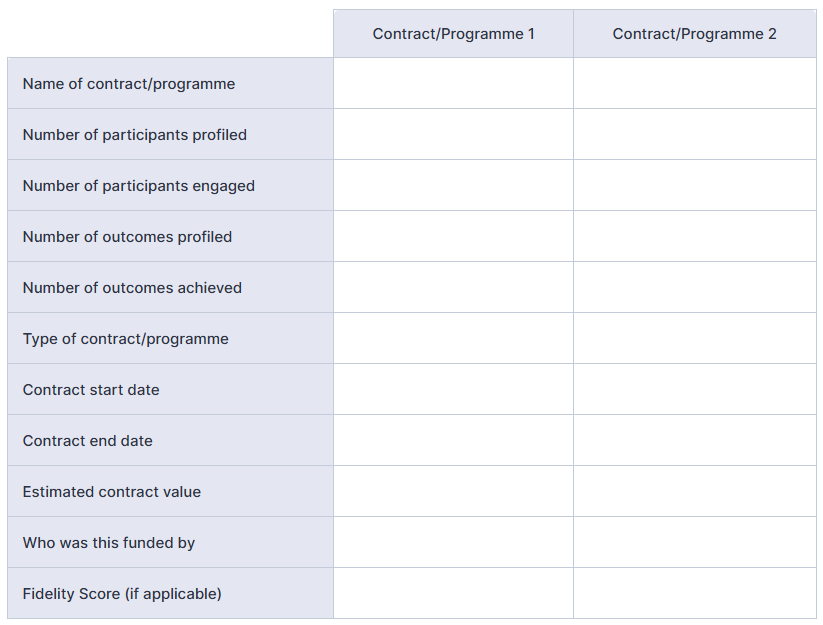 Contract/Programme 1
Contract/Programme 2
Name of contract/programme
Number of participants profiled
Number of participants engaged
Number of outcomes profiled
Number of outcomes achieved
Type of contract/programme
Contract start date
Contract end date
Estimated contract value
Who was this funded by
Fidelity Score (if applicable)